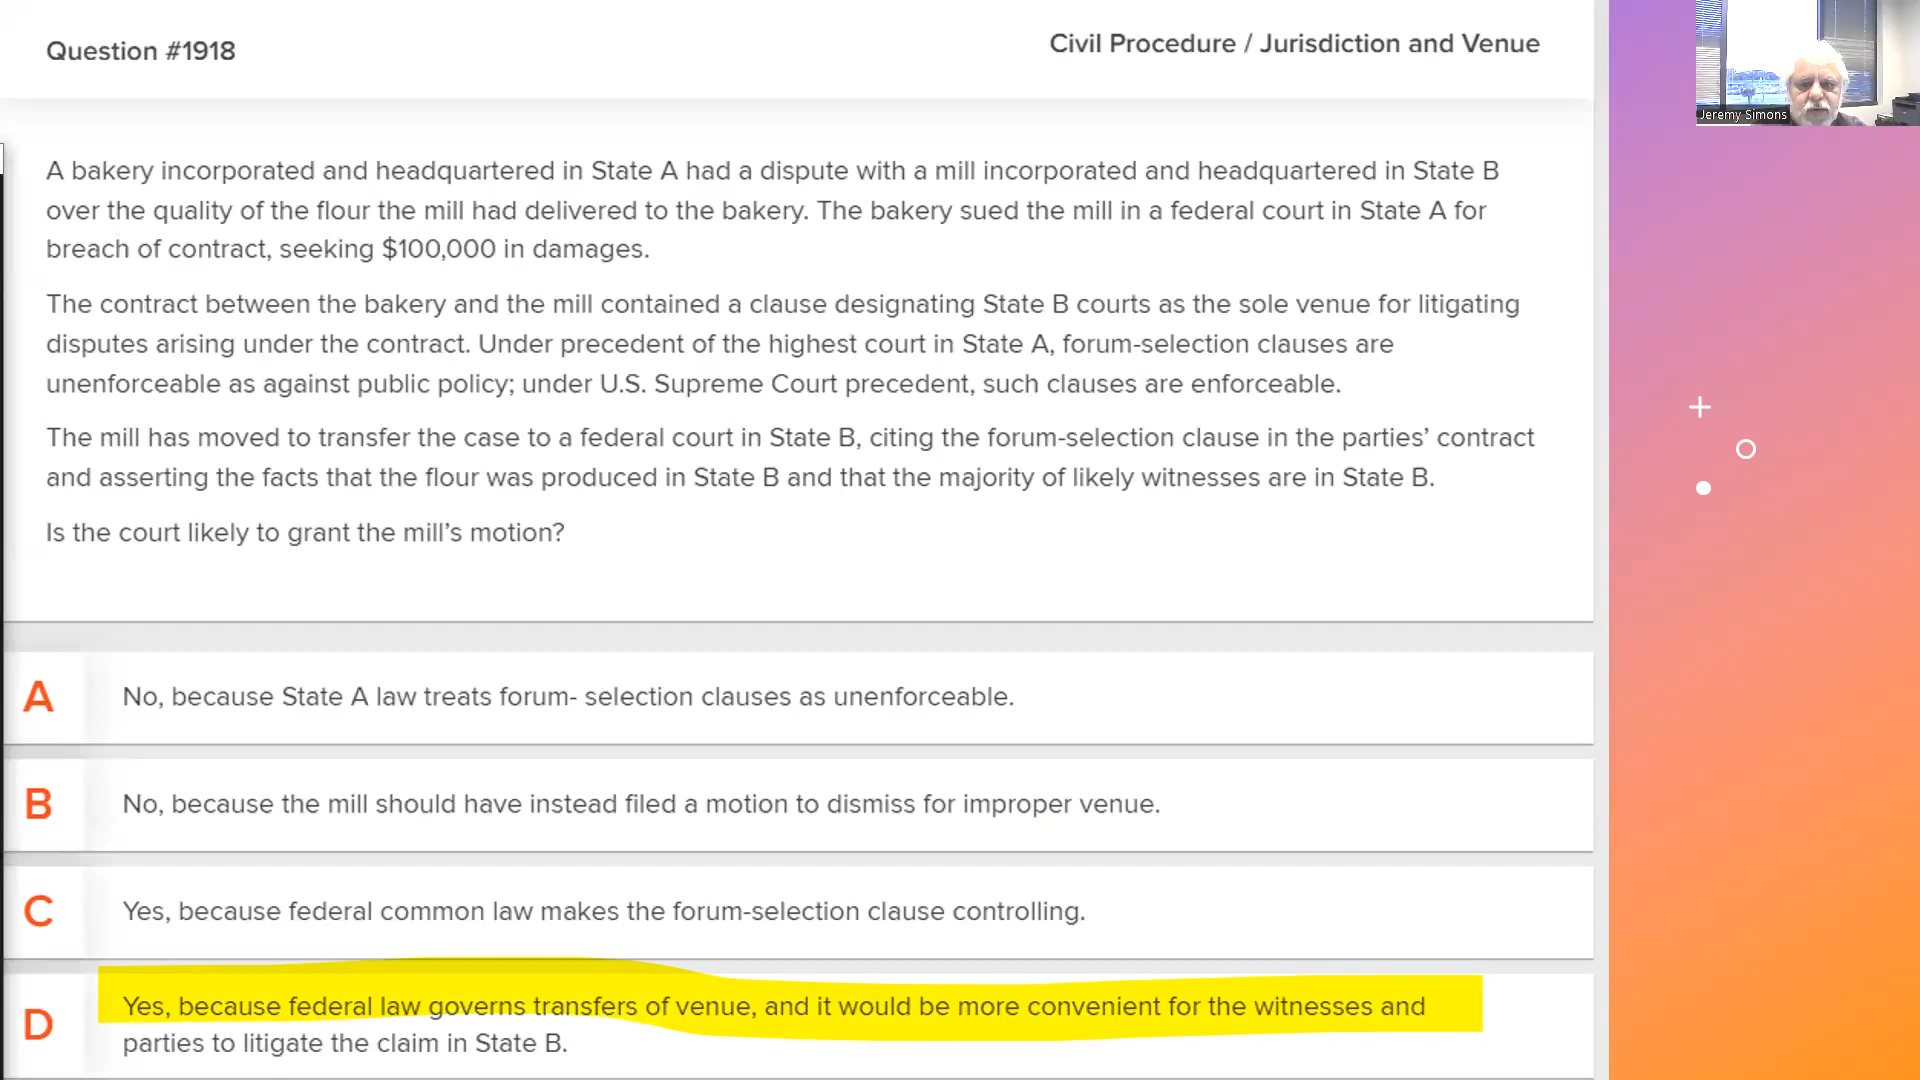 Question #1918
Civil Procedure / Jurisdiction and Venue
Jeremy Simons
A bakery incorporated and headquartered in State A had a dispute with a mill incorporated and headquartered in State B
over the quality of the flour the mill had delivered to the bakery. The bakery sued the mill in a federal court in State A for
breach of contract, seeking $100,000 in damages.
The contract between the bakery and the mill contained a clause designating State B courts as the sole venue for litigating
disputes arising under the contract. Under precedent of the highest court in State A, forum-selection clauses are
unenforceable as against public policy; under U.S. Supreme Court precedent, such clauses are enforceable.
The mill has moved to transfer the case to a federal court in State B, citing the forum-selection clause in the parties’ contract
and asserting the facts that the flour was produced in State B and that the majority of likely witnesses are in State B.
Is the court likely to grant the mill’s motion?
A
No, because State A law treats forum- selection clauses as unenforceable.
B
No, because the mill should have instead filed a motion to dismiss for improper venue.
C
Yes, because federal common law makes the forum-selection clause controlling.
D
Yes, because federal law governs transfers of venue, and it would be more convenient for the witnesses and
parties to litigate the claim in State B.